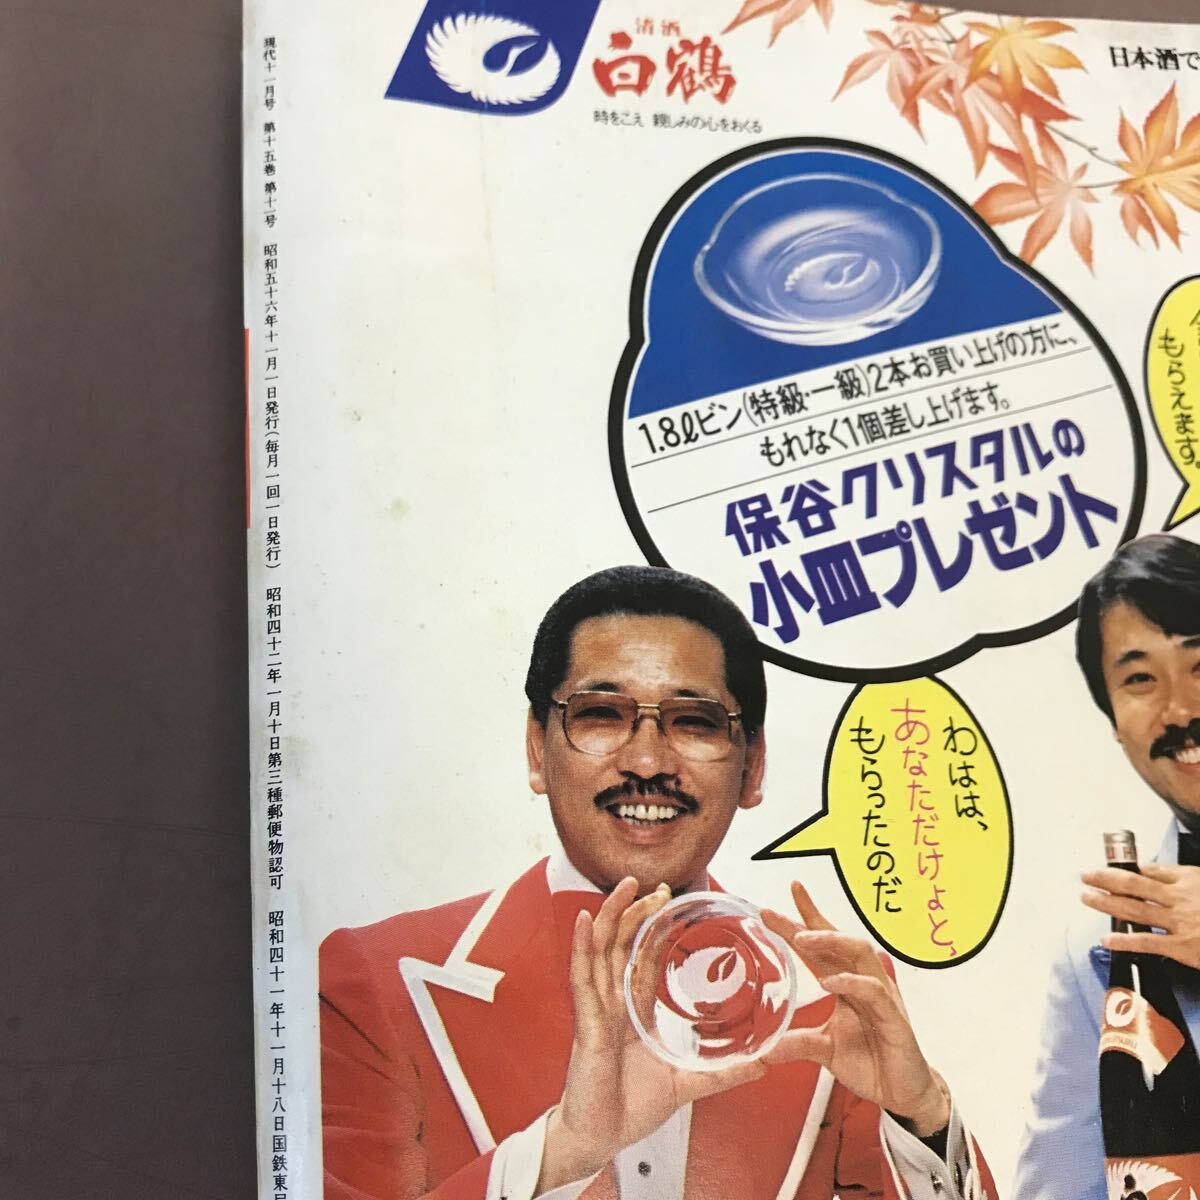 現代十一月号 第十五巻 第十一号 昭和五十六年十一月一日発行(毎月一回一日発行) 昭和四十二年一月十日第三種郵便物認可 昭和四十一年十一月十八日国鉄東局
清酒
白鶴
時をこえ 親しみの心をおくる
日本酒で
1.8ℓビン(特級・一級)2本お買い上げの方に、
もれなく1個差し上げます。
保谷クリスタルの
小皿プレゼント
もらえます。
わはは、
あなただけよと、
もらったのだ